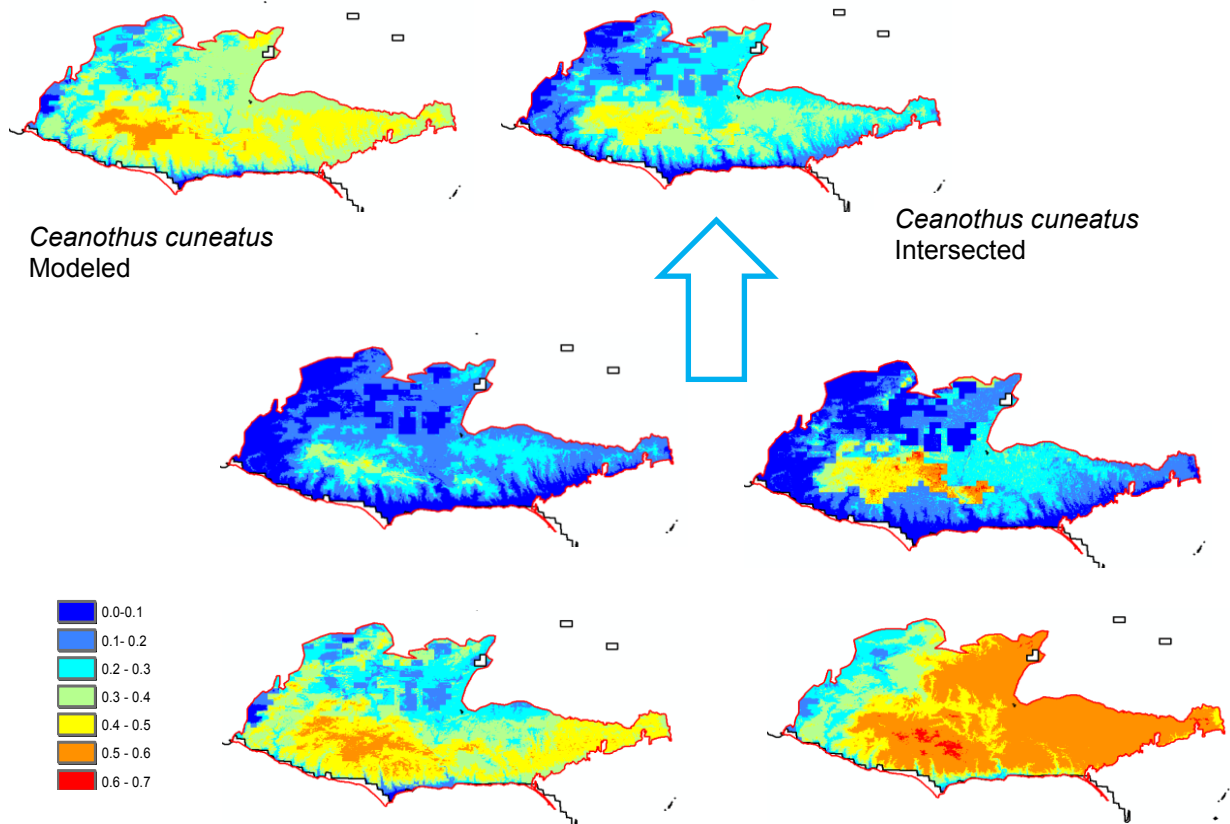 Ceanothus cuneatus
Modeled
Ceanothus cuneatus
Intersected
0.0-0.1
0.1- 0.2
0.2 - 0.3
0.3 - 0.4
0.4 - 0.5
0.5 - 0.6
0.6 - 0.7